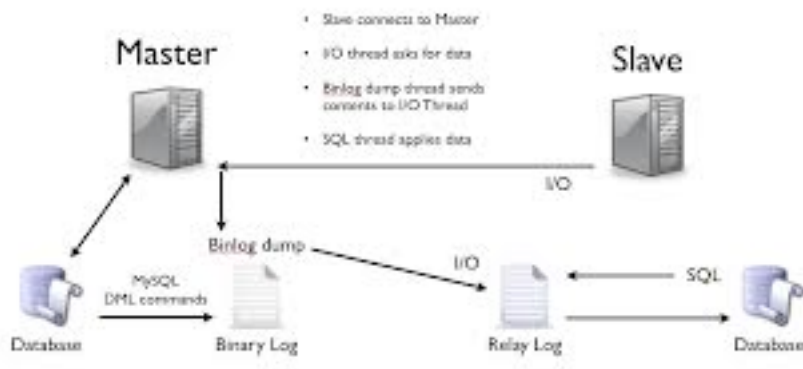 Master
• Slave connects to Master
• I/O thread asks for data
• Binlog dump thread sends
contents to I/O Thread
• SQL thread applies data
Slave
I/O
Binlog dump
I/O
SQL
MySQL
DML commands
Database
Binary Log
Relay Log
Database